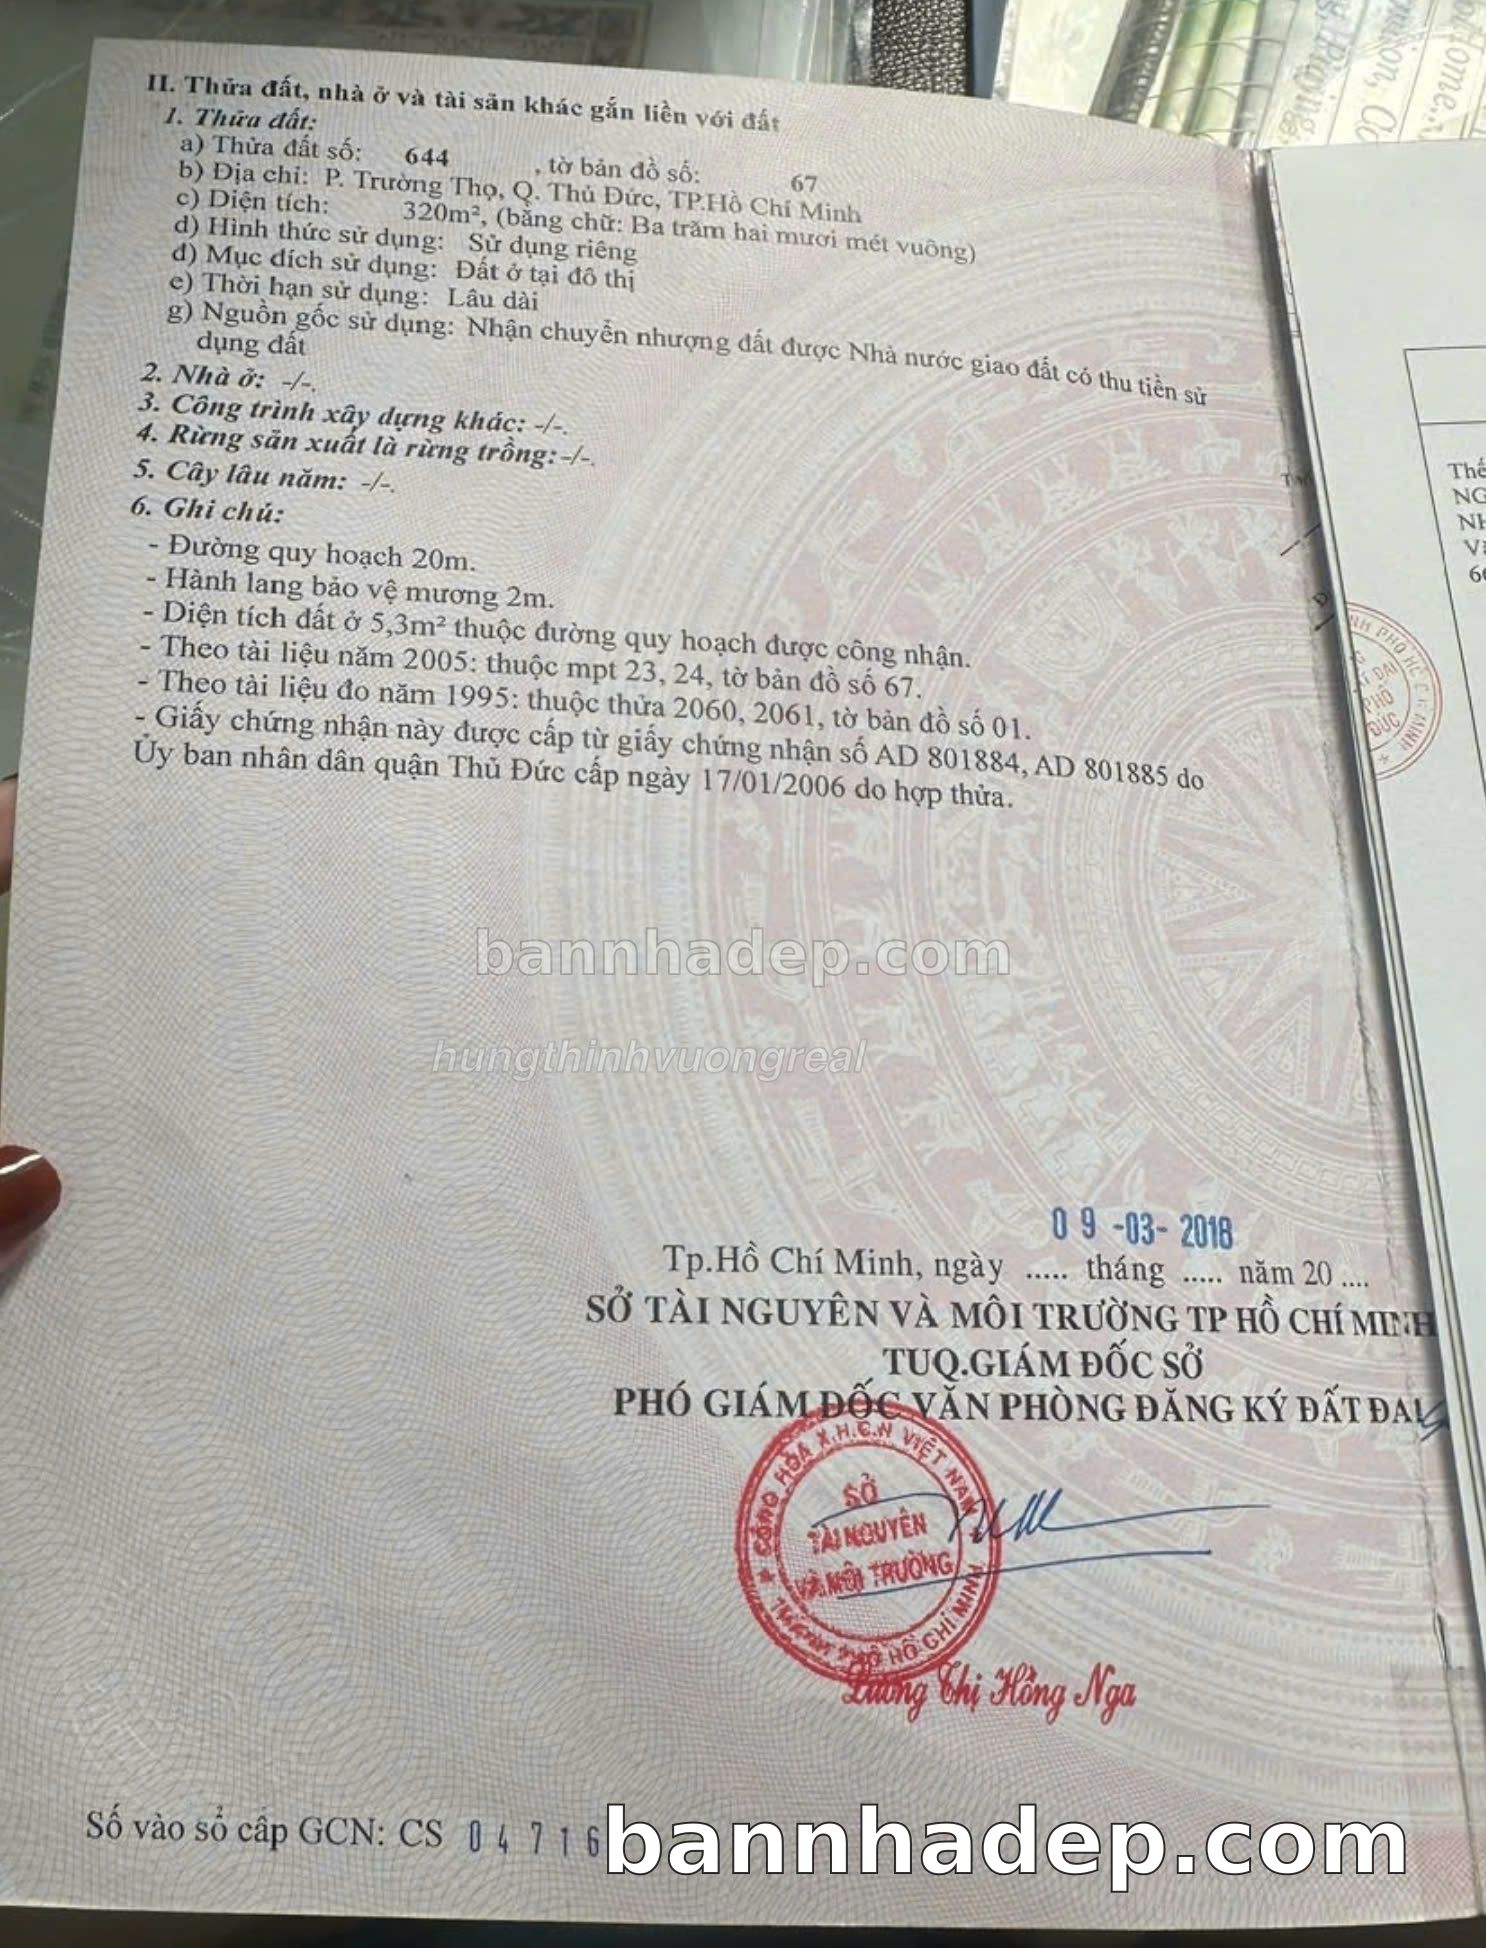 II. Thửa đất, nhà ở và tài sản khác gắn liền với đất
1. Thửa đất:
a) Thửa đất số: 644 , tờ bản đồ số: 67
b) Địa chỉ: P. Trường Thọ, Q. Thủ Đức, TP.Hồ Chí Minh
c) Diện tích: 320m², (bằng chữ: Ba trăm hai mươi mét vuông)
d) Hình thức sử dụng: Sử dụng riêng
đ) Mục đích sử dụng: Đất ở tại đô thị
e) Thời hạn sử dụng: Lâu dài
g) Nguồn gốc sử dụng: Nhận chuyển nhượng đất được Nhà nước giao đất có thu tiền sử
dụng đất
2. Nhà ở: -/-.
3. Công trình xây dựng khác: -/-.
4. Rừng sản xuất là rừng trồng: -/-.
5. Cây lâu năm: -/-.
6. Ghi chú:
- Đường quy hoạch 20m.
- Hành lang bảo vệ mương 2m.
- Diện tích đất ở 5,3m² thuộc đường quy hoạch được công nhận.
- Theo tài liệu năm 2005: thuộc mpt 23, 24, tờ bản đồ số 67.
- Theo tài liệu đo năm 1995: thuộc thửa 2060, 2061, tờ bản đồ số 01.
- Giấy chứng nhận này được cấp từ giấy chứng nhận số AD 801884, AD 801885 do
Ủy ban nhân dân quận Thủ Đức cấp ngày 17/01/2006 do hợp thửa.
bannhadep.com
hungthinhvuongreal
09 -03- 2018
Tp.Hồ Chí Minh, ngày ..... tháng ..... năm 20 ....
SỞ TÀI NGUYÊN VÀ MÔI TRƯỜNG TP HỒ CHÍ MINH
TUQ.GIÁM ĐỐC SỞ
PHÓ GIÁM ĐỐC VĂN PHÒNG ĐĂNG KÝ ĐẤT ĐAI
CỘNG HÒA X.H.C.N VIỆT NAM
SỞ
TÀI NGUYÊN
VÀ MÔI TRƯỜNG
THÀNH PHỐ HỒ CHÍ MINH
Lương Thị Hồng Nga
Số vào sổ cấp GCN: CS 04716
bannhadep.com